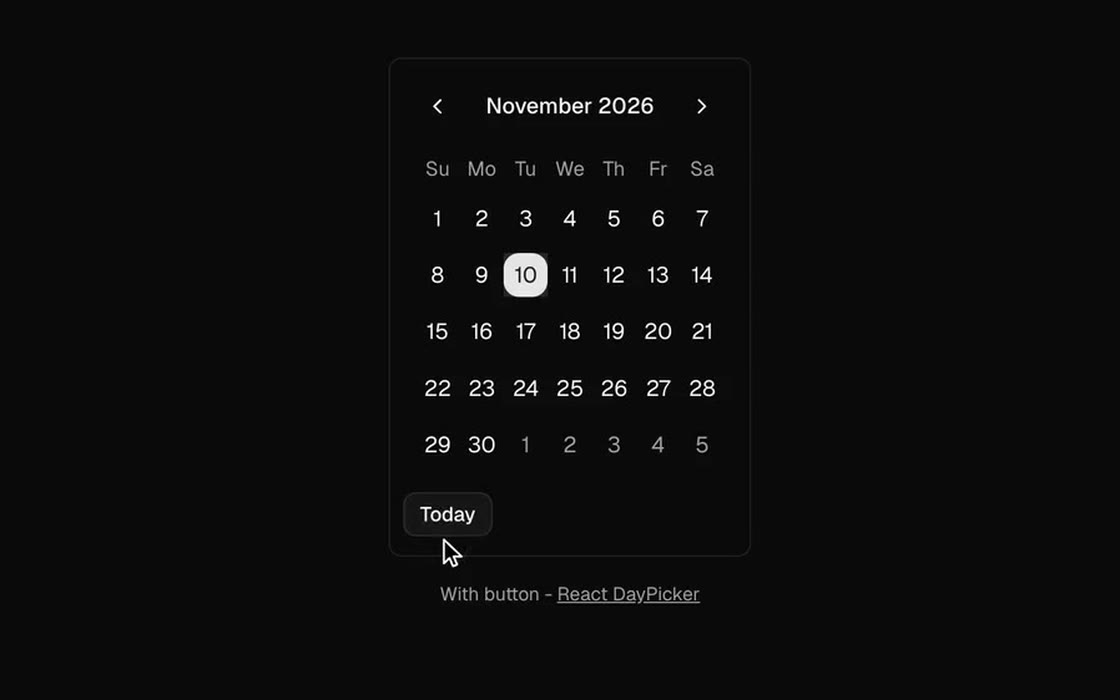 November 2026
Su Mo Tu We Th Fr Sa
1 2 3 4 5 6 7
8 9 10 11 12 13 14
15 16 17 18 19 20 21
22 23 24 25 26 27 28
29 30 1 2 3 4 5
Today
With button - React DayPicker